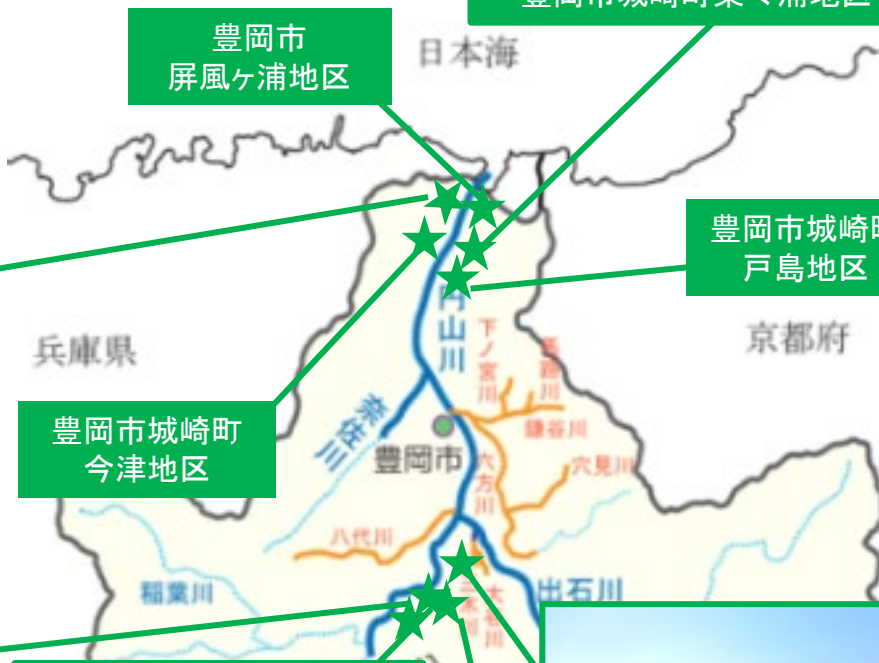 豊岡市
屏風ヶ浦地区
日本海
豊岡市城崎町
戸島地区
兵庫県
京都府
円山川
下ノ宮川
奈佐川
鎌谷川
豊岡市城崎町
今津地区
豊岡市
六方川
穴見川
八代川
稲葉川
出石川